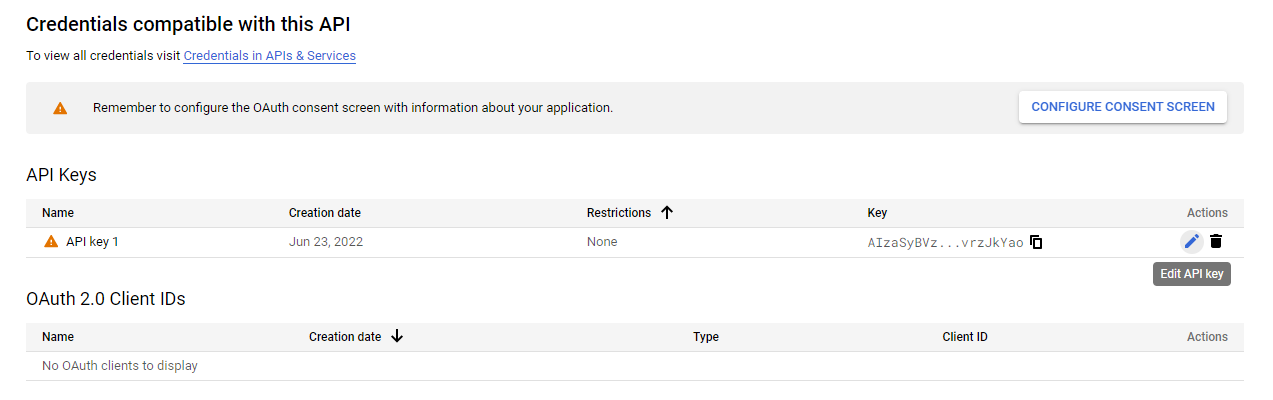 Credentials compatible with this API
To view all credentials visit Credentials in APIs & Services
Remember to configure the OAuth consent screen with information about your application.
CONFIGURE CONSENT SCREEN
API Keys
Name Creation date Restrictions Key Actions
API key 1 Jun 23, 2022 None AIzaSyBVz...vrzJkYao
Edit API key
OAuth 2.0 Client IDs
Name Creation date Type Client ID Actions
No OAuth clients to display